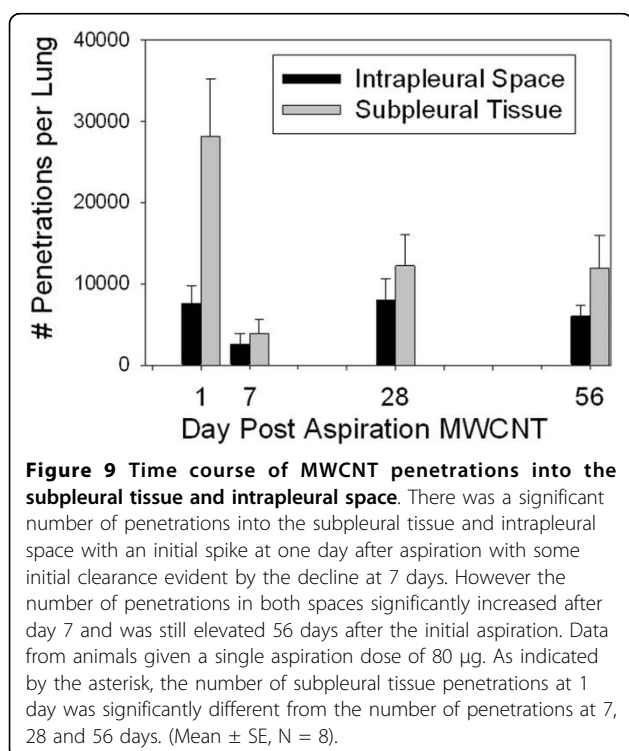 40000
30000
20000
10000
0
# Penetrations per Lung
Intrapleural Space
Subpleural Tissue
1 7 28 56
Day Post Aspiration MWCNT
Figure 9 Time course of MWCNT penetrations into the
subpleural tissue and intrapleural space. There was a significant
number of penetrations into the subpleural tissue and intrapleural
space with an initial spike at one day after aspiration with some
initial clearance evident by the decline at 7 days. However the
number of penetrations in both spaces significantly increased after
day 7 and was still elevated 56 days after the initial aspiration. Data
from animals given a single aspiration dose of 80 μg. As indicated
by the asterisk, the number of subpleural tissue penetrations at 1
day was significantly different from the number of penetrations at 7,
28 and 56 days. (Mean ± SE, N = 8).